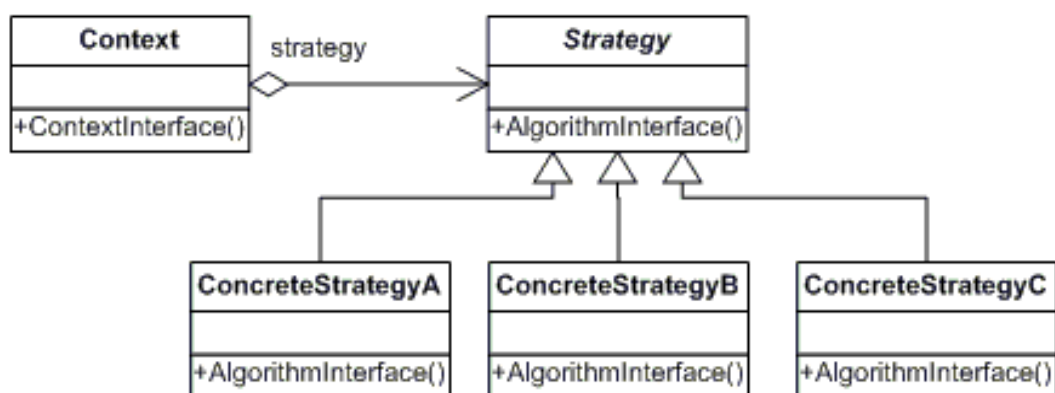 Context
strategy
Strategy
+ContextInterface()
+AlgorithmInterface()
ConcreteStrategyA
ConcreteStrategyB
ConcreteStrategyC
+AlgorithmInterface()
+AlgorithmInterface()
+AlgorithmInterface()